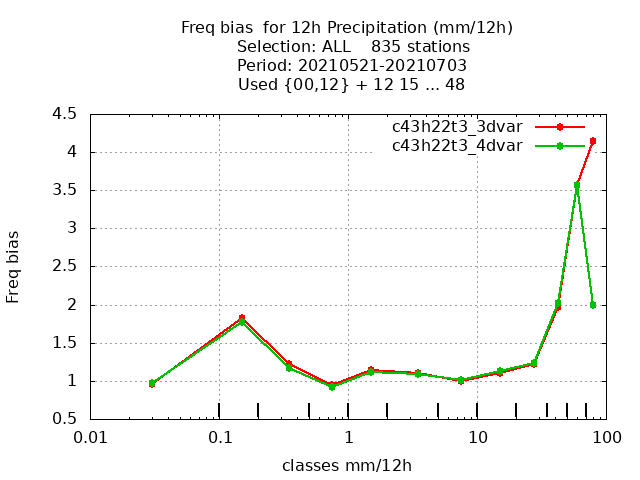 Freq bias  for 12h Precipitation (mm/12h)
Selection: ALL    835 stations
Period: 20210521-20210703
Used {00,12} + 12 15 ... 48
c43h22t3_3dvar
c43h22t3_4dvar
4.5
4
3.5
3
2.5
2
1.5
1
0.5
Freq bias
0.01 0.1 1 10 100
classes mm/12h